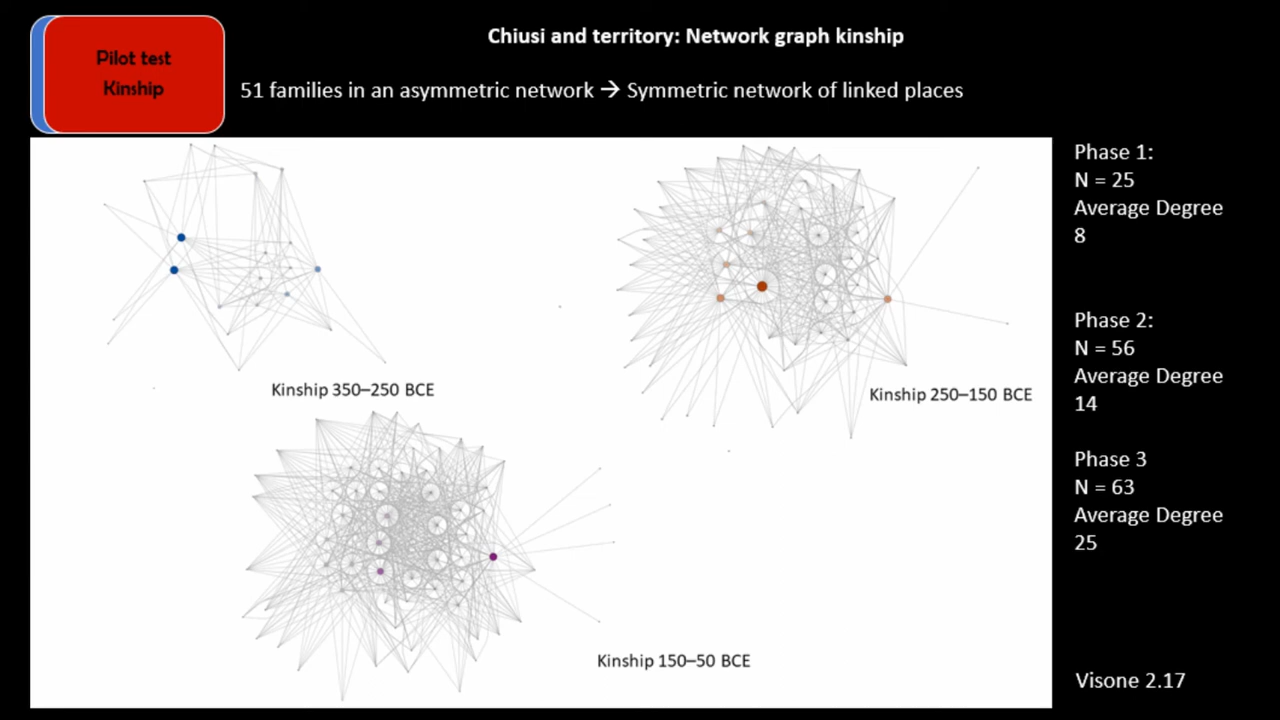 Pilot test
Kinship
Chiusi and territory: Network graph kinship
51 families in an asymmetric network → Symmetric network of linked places
Kinship 350–250 BCE
Kinship 250–150 BCE
Kinship 150–50 BCE
Phase 1:
N = 25
Average Degree
8
Phase 2:
N = 56
Average Degree
14
Phase 3
N = 63
Average Degree
25
Visone 2.17